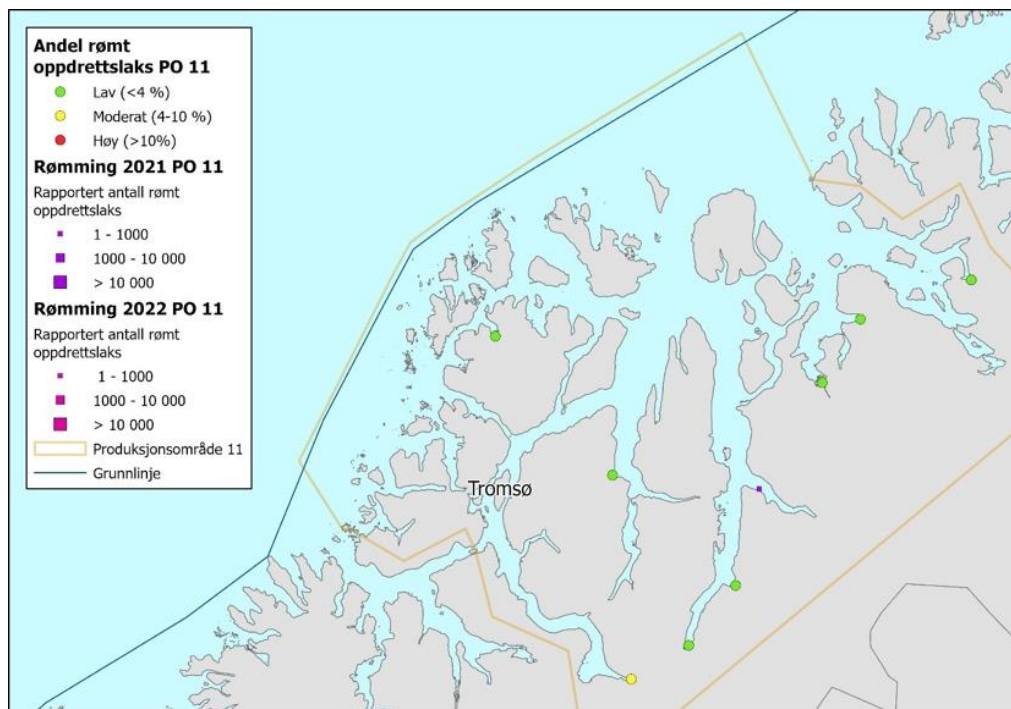 Andel rømt
oppdrettslaks PO 11
Lav (<4 %)
Moderat (4-10 %)
Høy (>10%)
Rømming 2021 PO 11
Rapportert antall rømt
oppdrettslaks
1 - 1000
1000 - 10 000
> 10 000
Rømming 2022 PO 11
Rapportert antall rømt
oppdrettslaks
1 - 1000
1000 - 10 000
> 10 000
Produksjonsområde 11
Grunnlinje
Tromsø